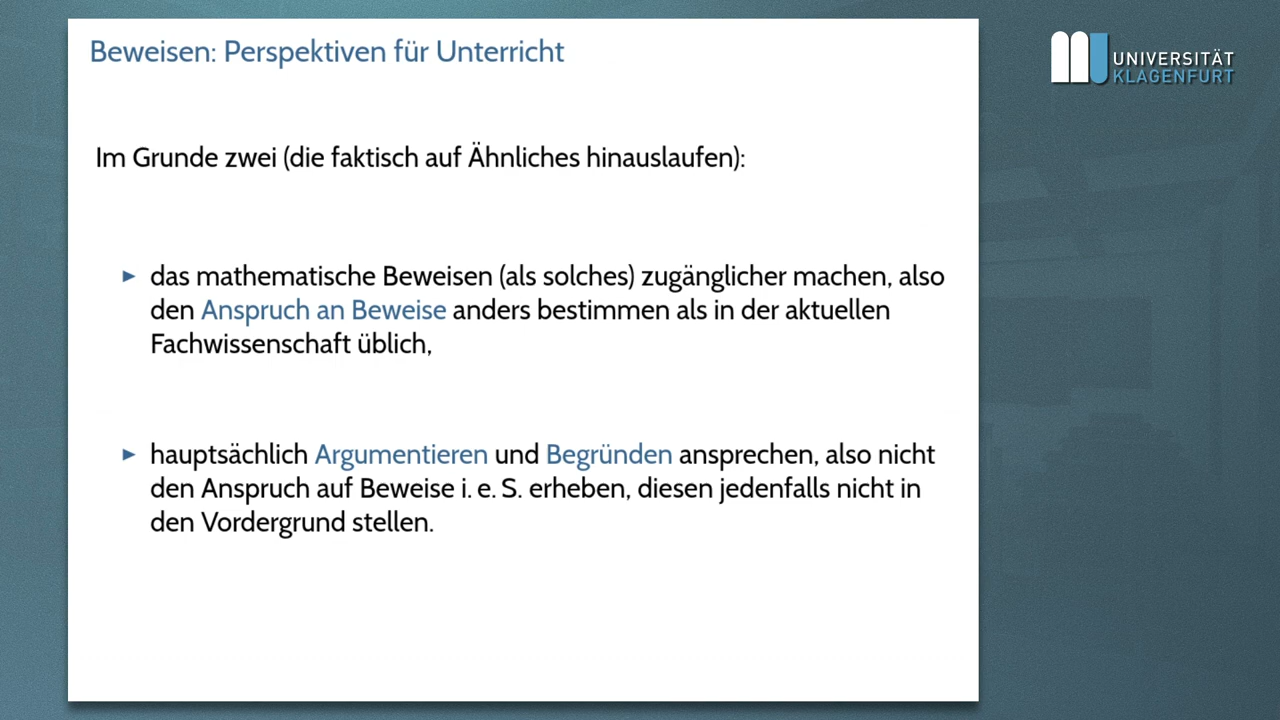 Beweisen: Perspektiven für Unterricht
UNIVERSITÄT
KLAGENFURT
Im Grunde zwei (die faktisch auf Ähnliches hinauslaufen):
► das mathematische Beweisen (als solches) zugänglicher machen, also
den Anspruch an Beweise anders bestimmen als in der aktuellen
Fachwissenschaft üblich,
► hauptsächlich Argumentieren und Begründen ansprechen, also nicht
den Anspruch auf Beweise i. e. S. erheben, diesen jedenfalls nicht in
den Vordergrund stellen.